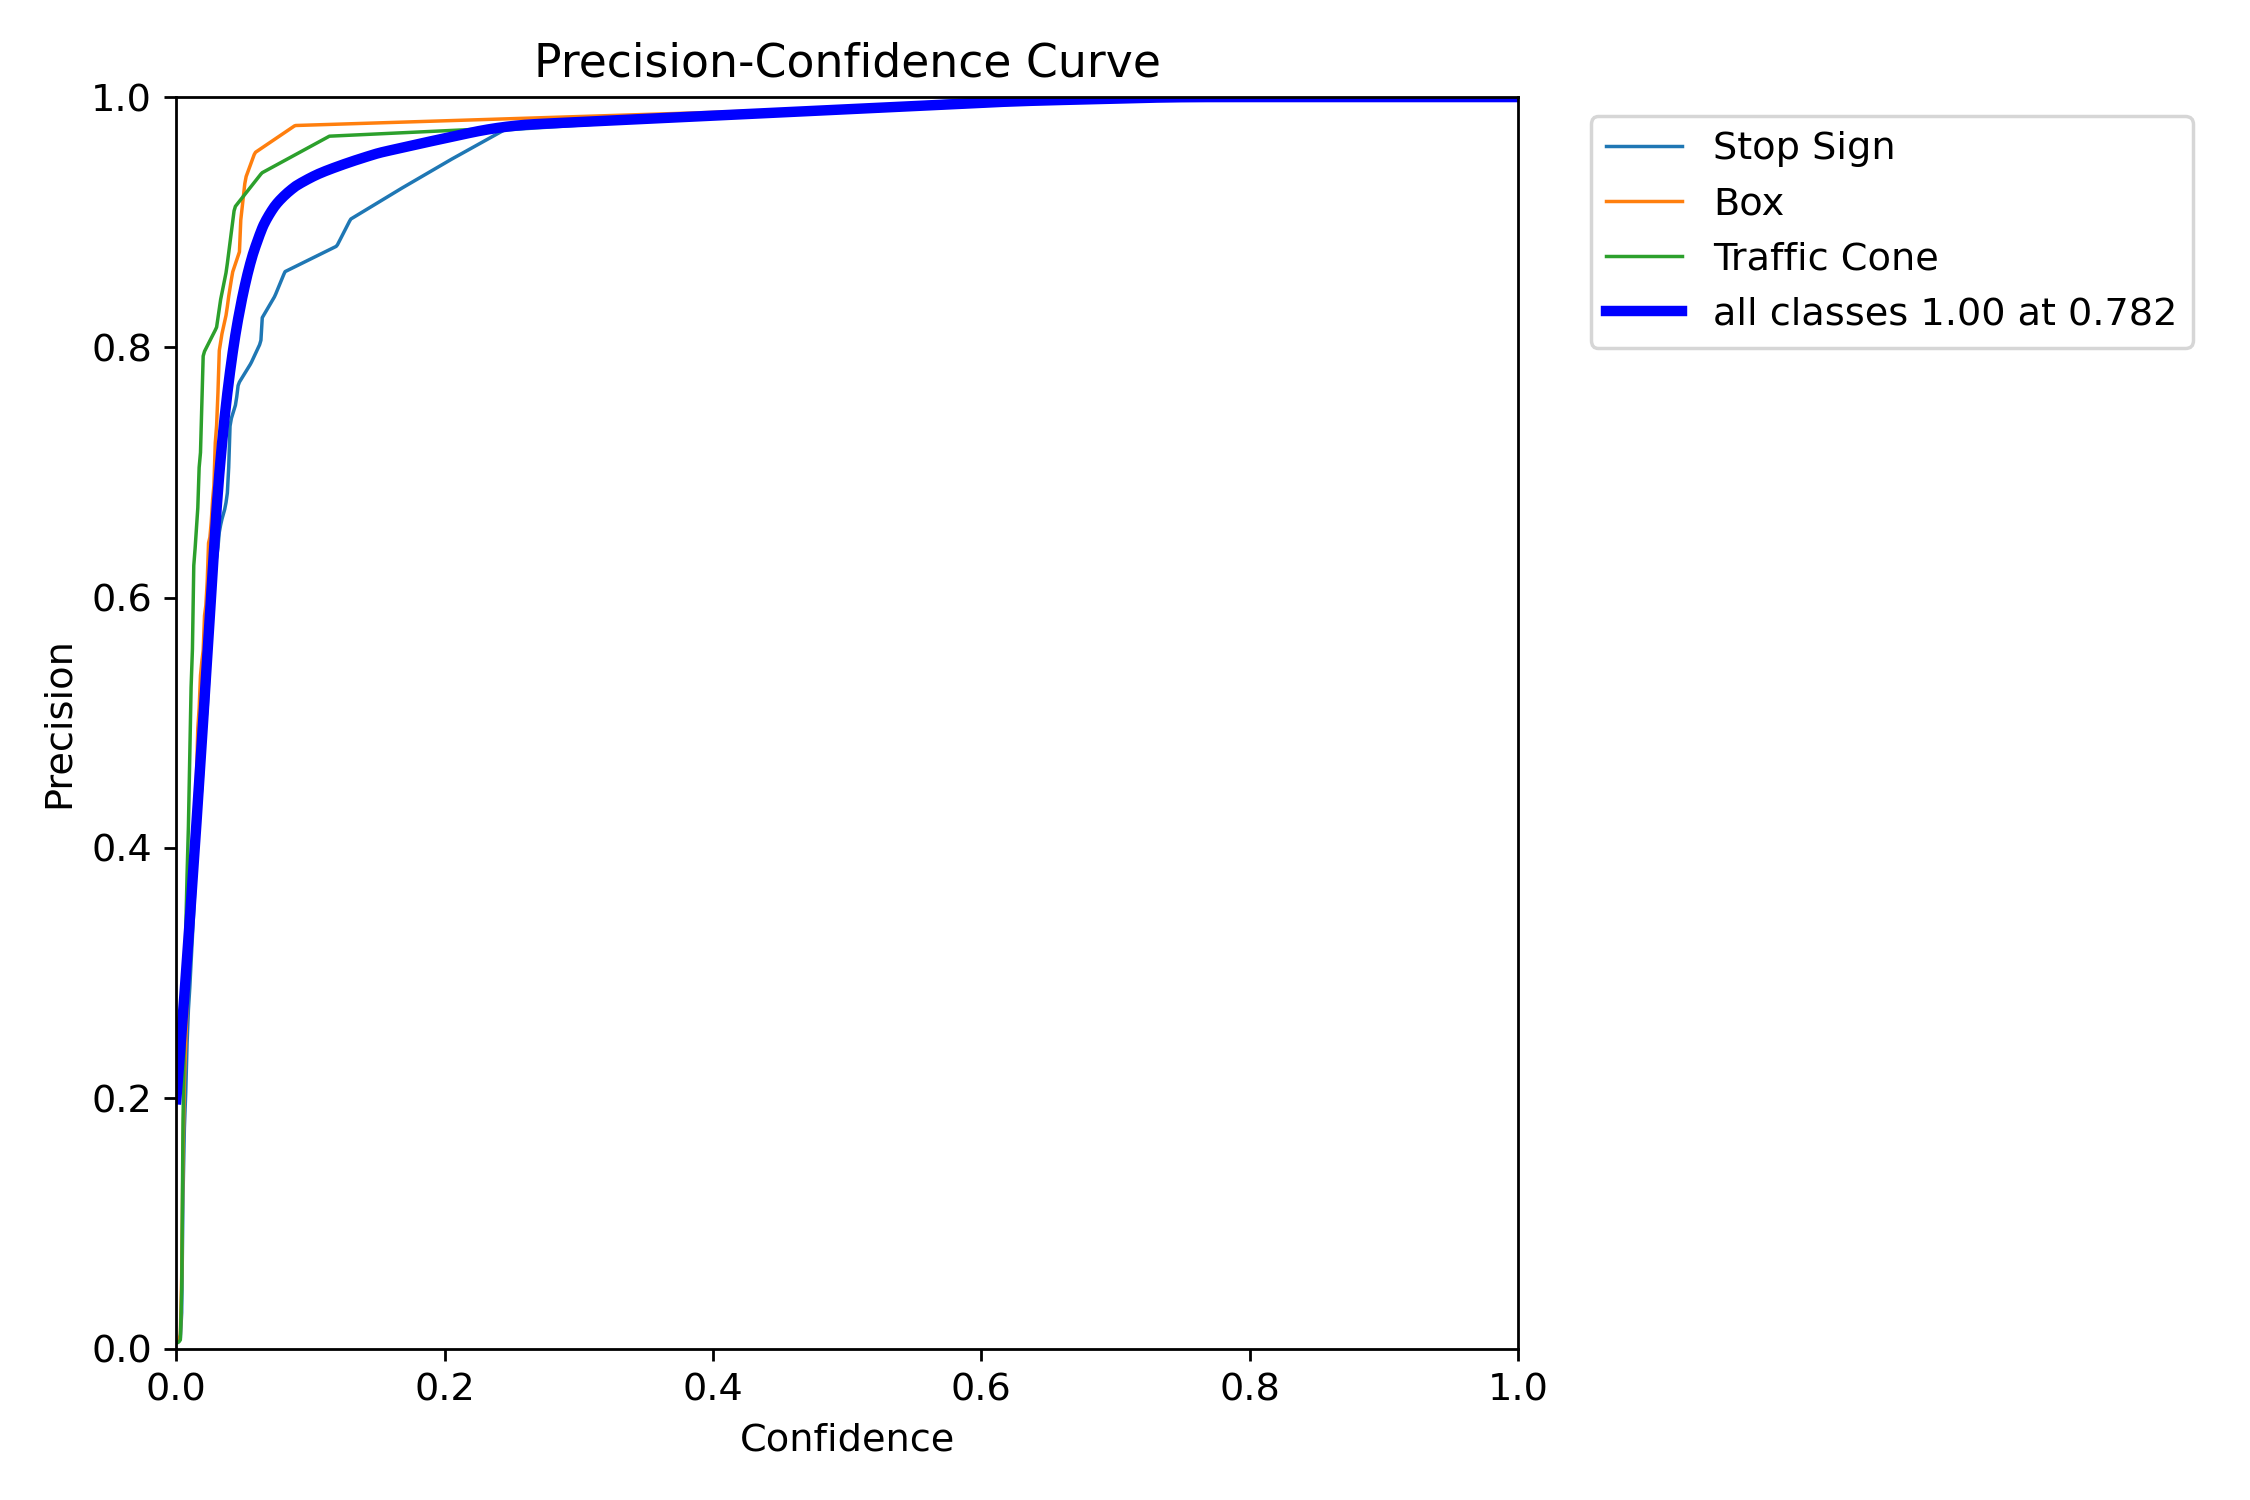 Precision-Confidence Curve
1.0
0.8
0.6
0.4
0.2
0.0
Precision
0.0 0.2 0.4 0.6 0.8 1.0
Confidence
Stop Sign
Box
Traffic Cone
all classes 1.00 at 0.782